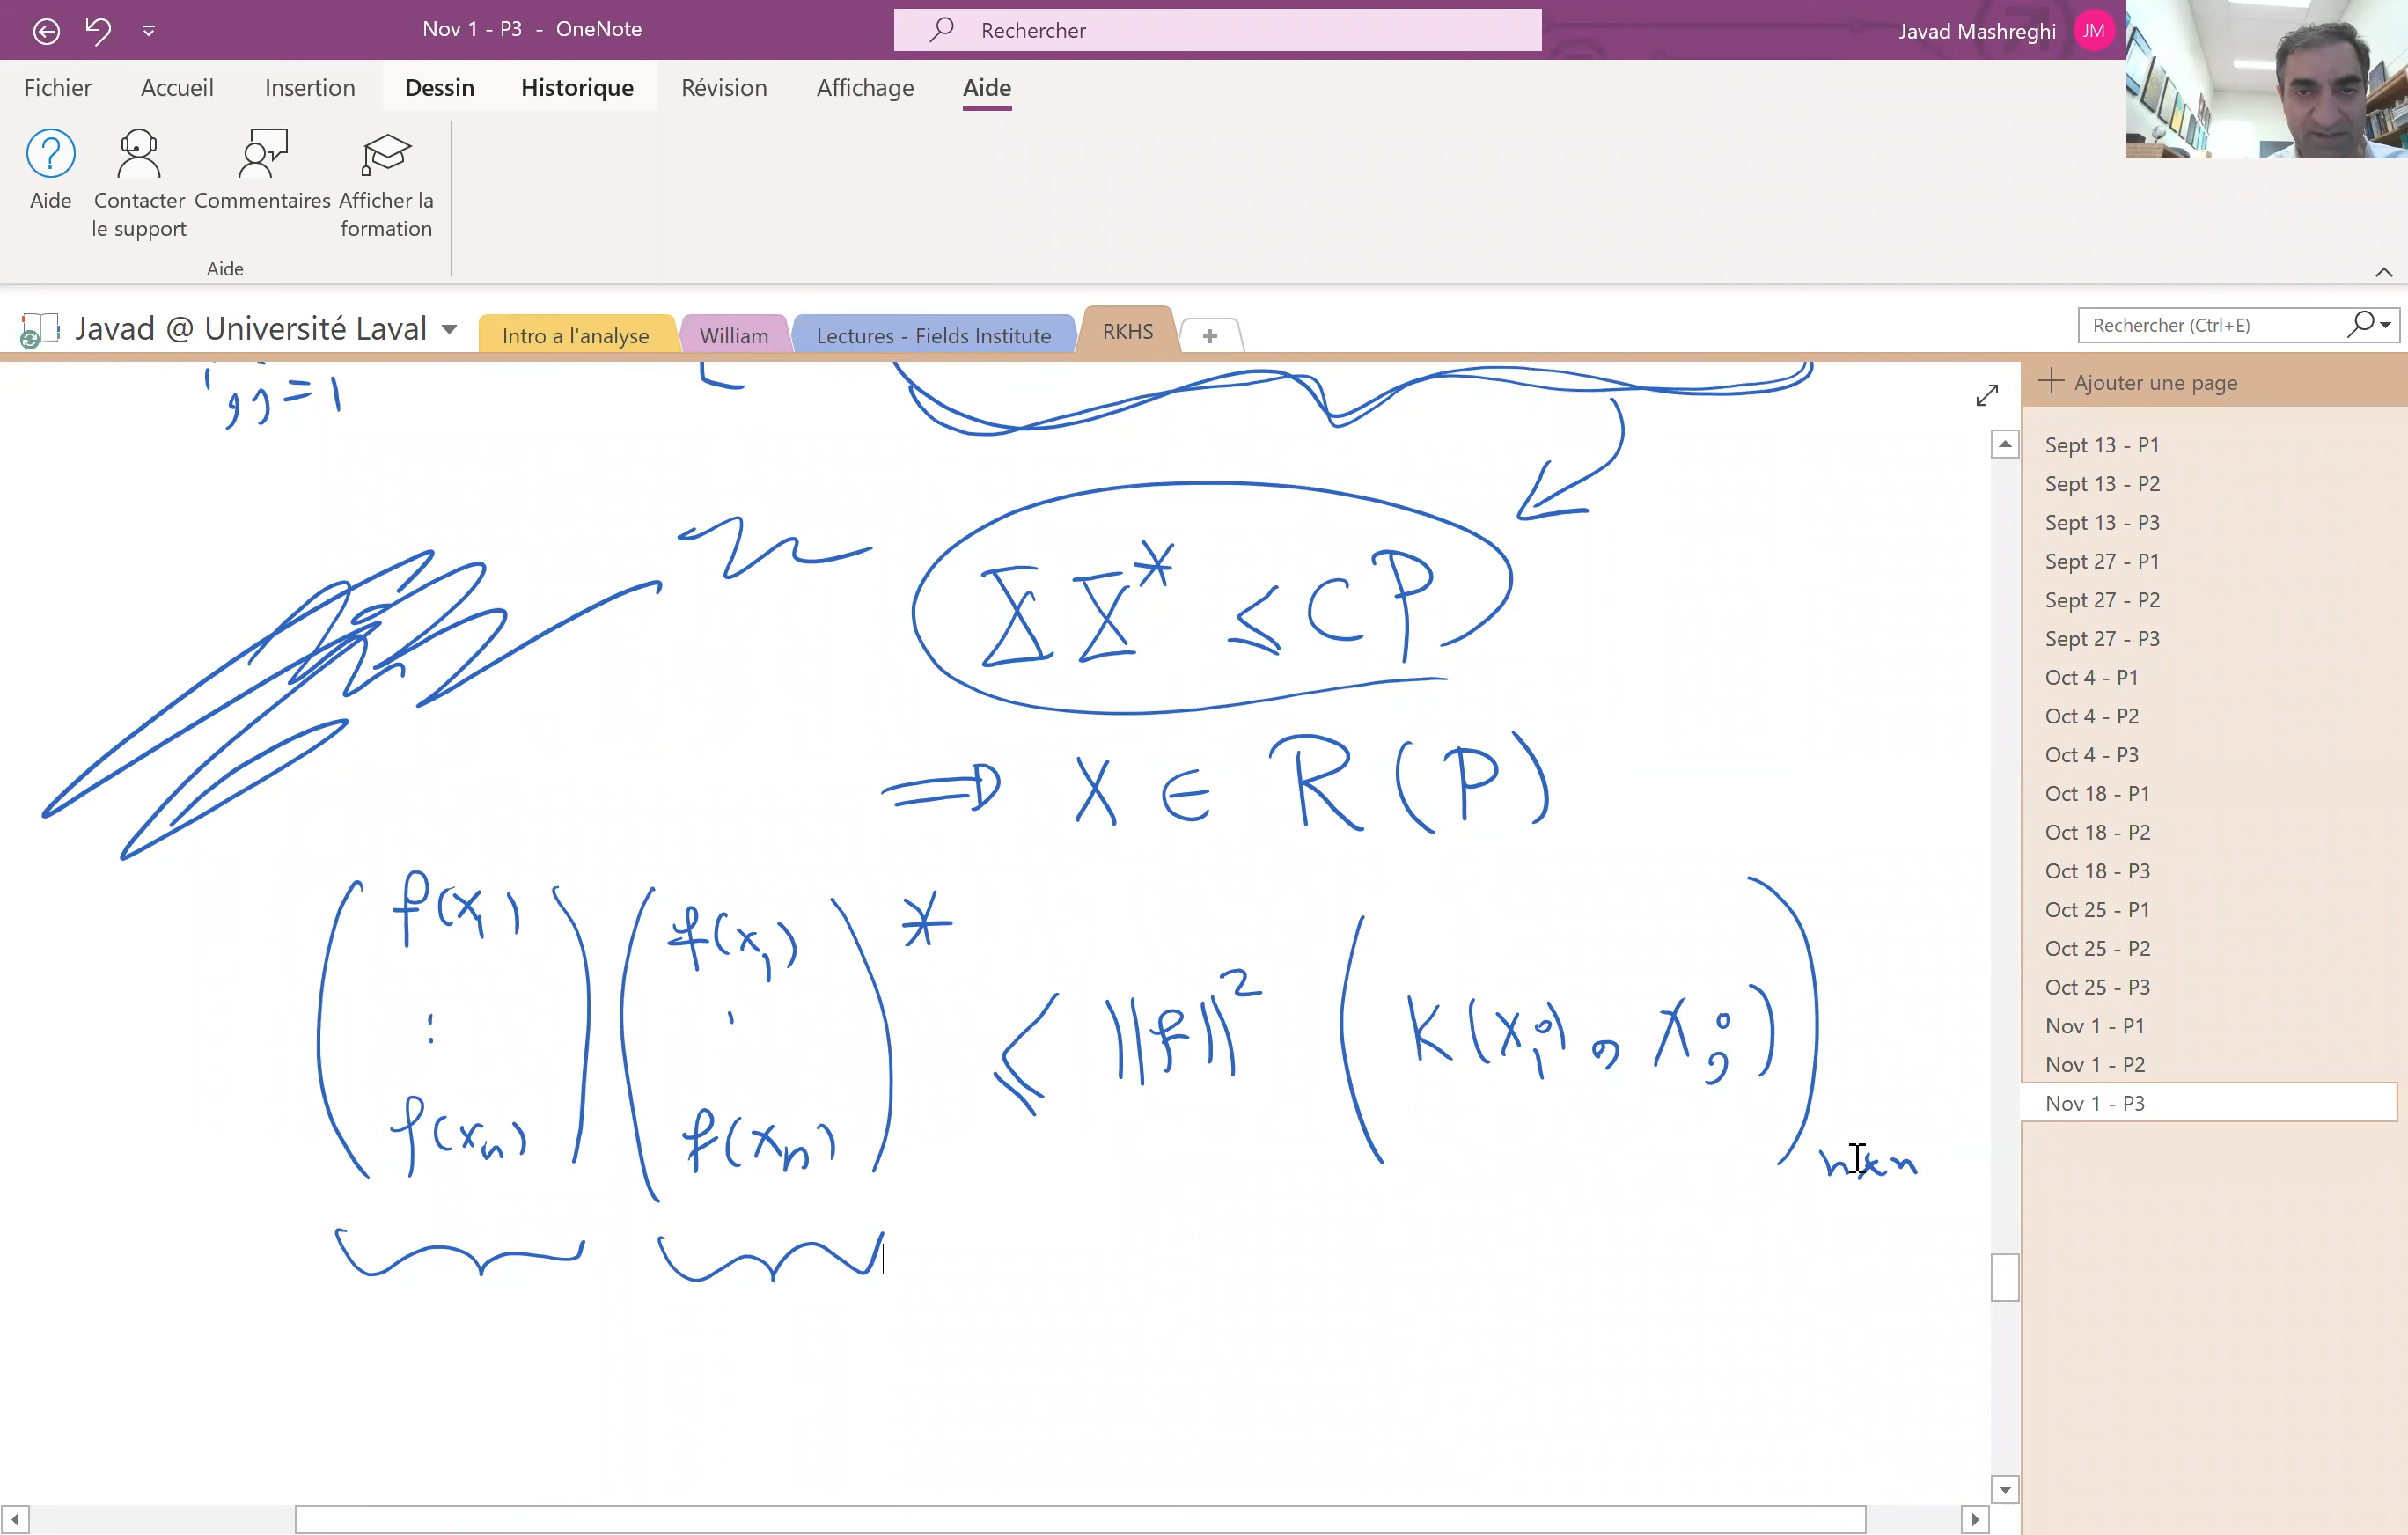 Nov 1 - P3 - OneNote
Rechercher
Javad Mashreghi JM
Fichier Accueil Insertion Dessin Historique Révision Affichage Aide
Aide
Contacter le support
Commentaires
Afficher la formation
Aide
Javad @ Université Laval
Intro a l'analyse
William
Lectures - Fields Institute
RKHS
+
Rechercher (Ctrl+E)
Ajouter une page
Sept 13 - P1
Sept 13 - P2
Sept 13 - P3
Sept 27 - P1
Sept 27 - P2
Sept 27 - P3
Oct 4 - P1
Oct 4 - P2
Oct 4 - P3
Oct 18 - P1
Oct 18 - P2
Oct 18 - P3
Oct 25 - P1
Oct 25 - P2
Oct 25 - P3
Nov 1 - P1
Nov 1 - P2
Nov 1 - P3
= 1
X X* ≤ C P
⇒ X ∈ R(P)
( f(x₁) ⋮ f(xₙ) ) ( f(x₁) ⋮ f(xₙ) )* ≤ ||f||² ( K(xᵢ, xⱼ) )ₙₓₙ